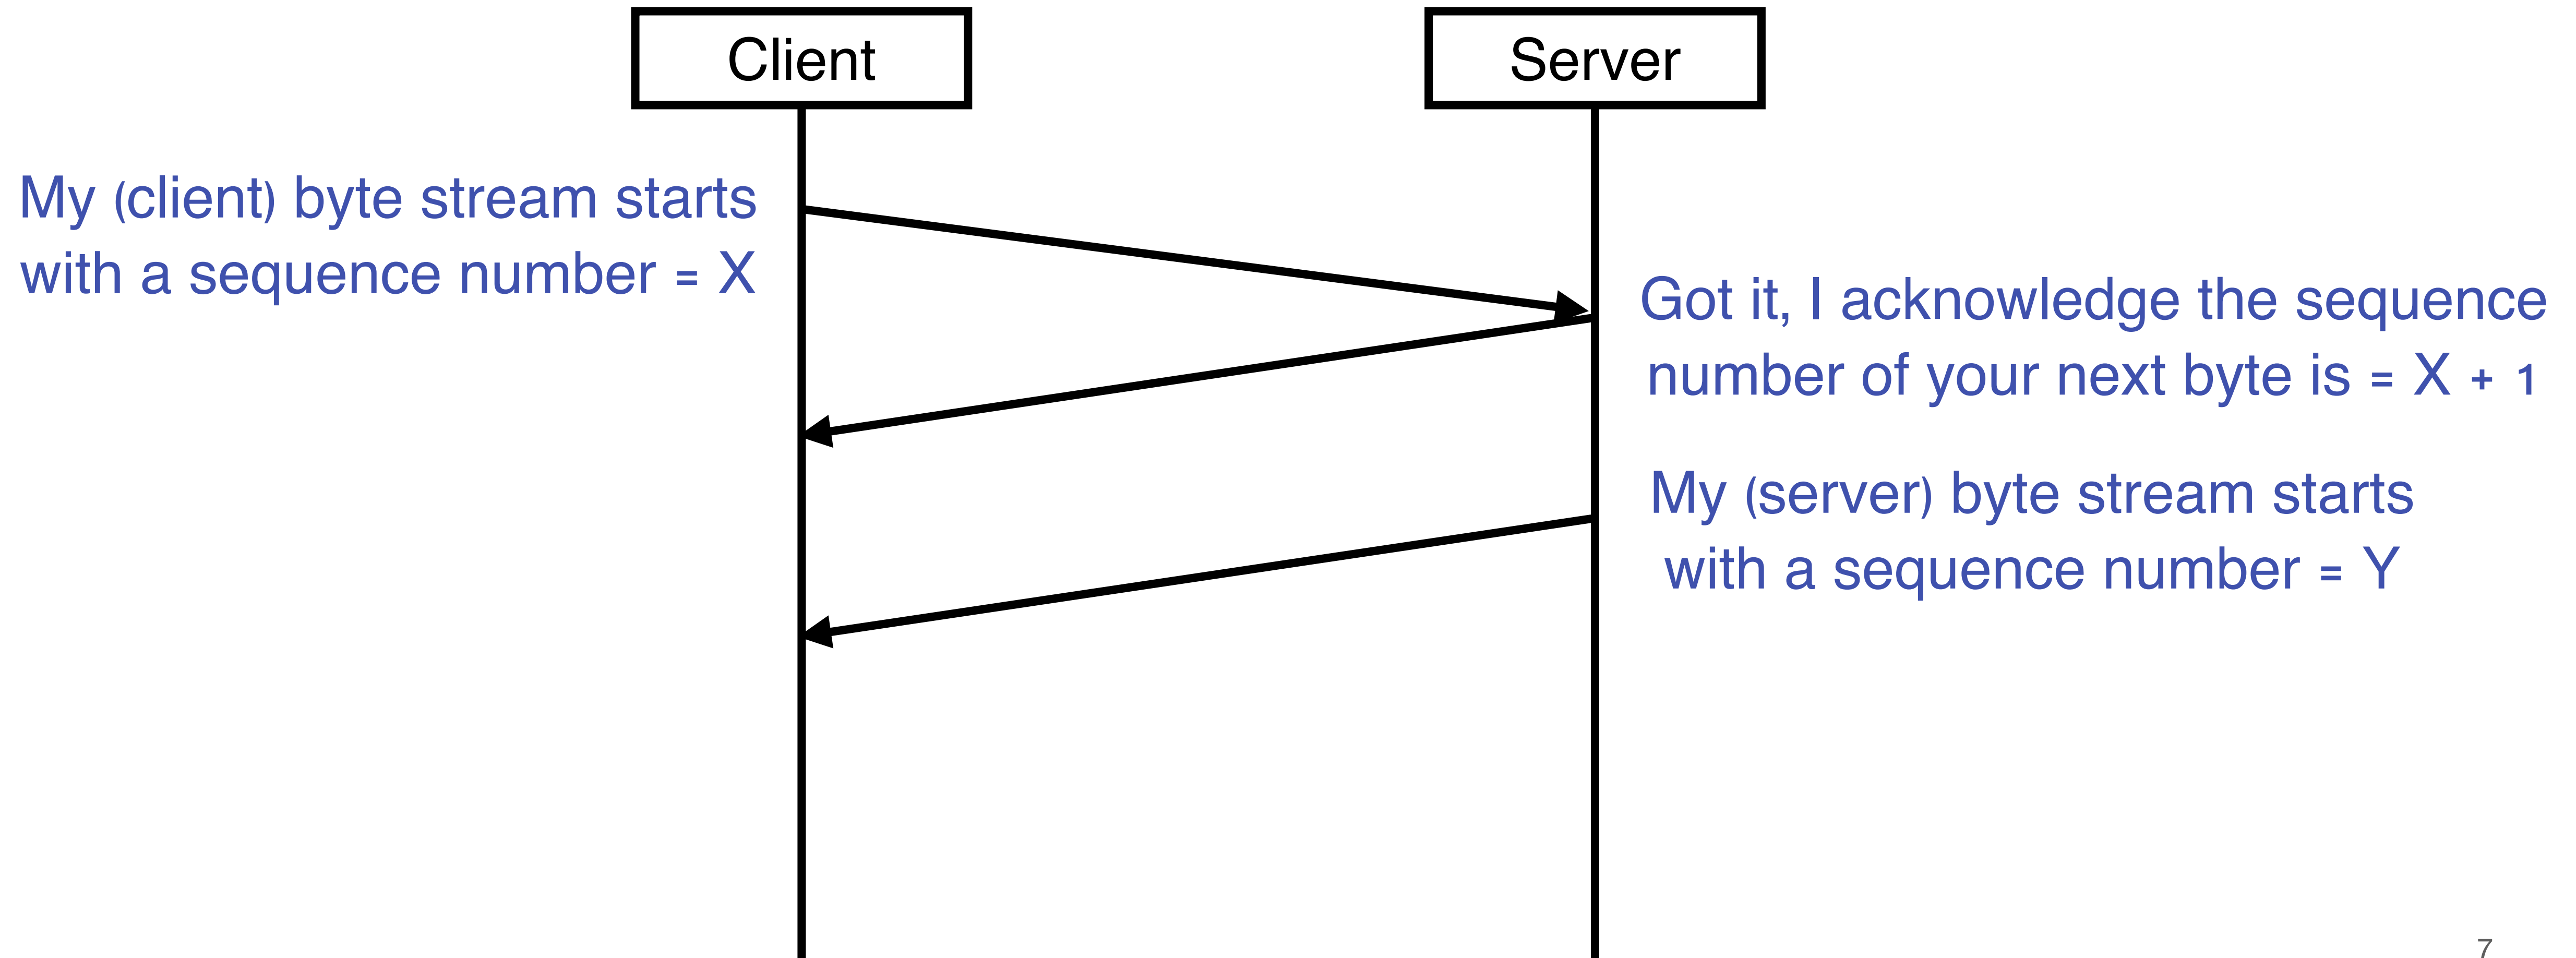 Client
Server
My (client) byte stream starts
with a sequence number = X
Got it, I acknowledge the sequence
number of your next byte is = X + 1
My (server) byte stream starts
with a sequence number = Y
7